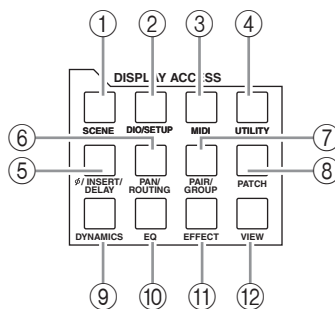 ① ② ③ ④
DISPLAY ACCESS
SCENE DIO/SETUP MIDI UTILITY
⑥ ⑦
⑤ ⑧
ø/INSERT/DELAY PAN/ROUTING PAIR/GROUP PATCH
DYNAMICS EQ EFFECT VIEW
⑨ ⑩ ⑪ ⑫